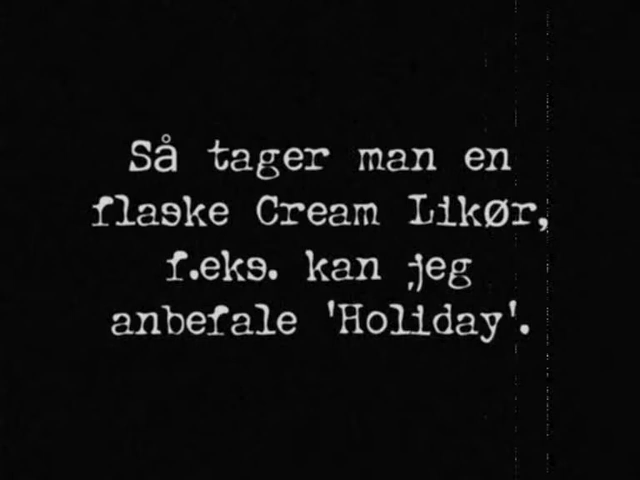 Så tager man en
flaske Cream Likør,
f.eks. kan jeg
anbefale 'Holiday'.